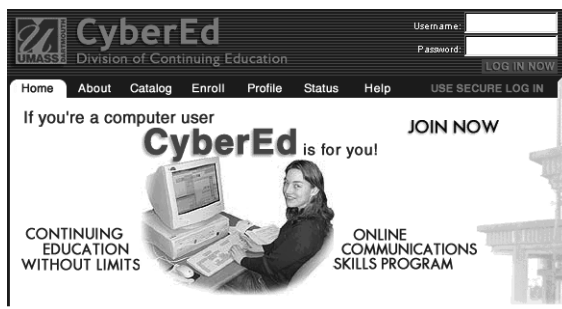 UMASS DARTMOUTH
CyberEd
Division of Continuing Education
Username:
Password:
LOG IN NOW
Home About Catalog Enroll Profile Status Help USE SECURE LOG IN
If you're a computer user
CyberEd is for you!
JOIN NOW
CONTINUING
EDUCATION
WITHOUT LIMITS
ONLINE
COMMUNICATIONS
SKILLS PROGRAM